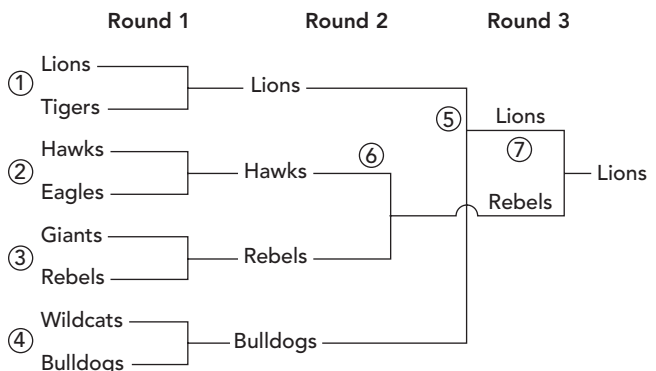 Round 1 Round 2 Round 3
① Lions
Tigers
Lions
② Hawks
Eagles
Hawks
③ Giants
Rebels
Rebels
④ Wildcats
Bulldogs
Bulldogs
⑤
⑥
Lions
⑦
Rebels
Lions